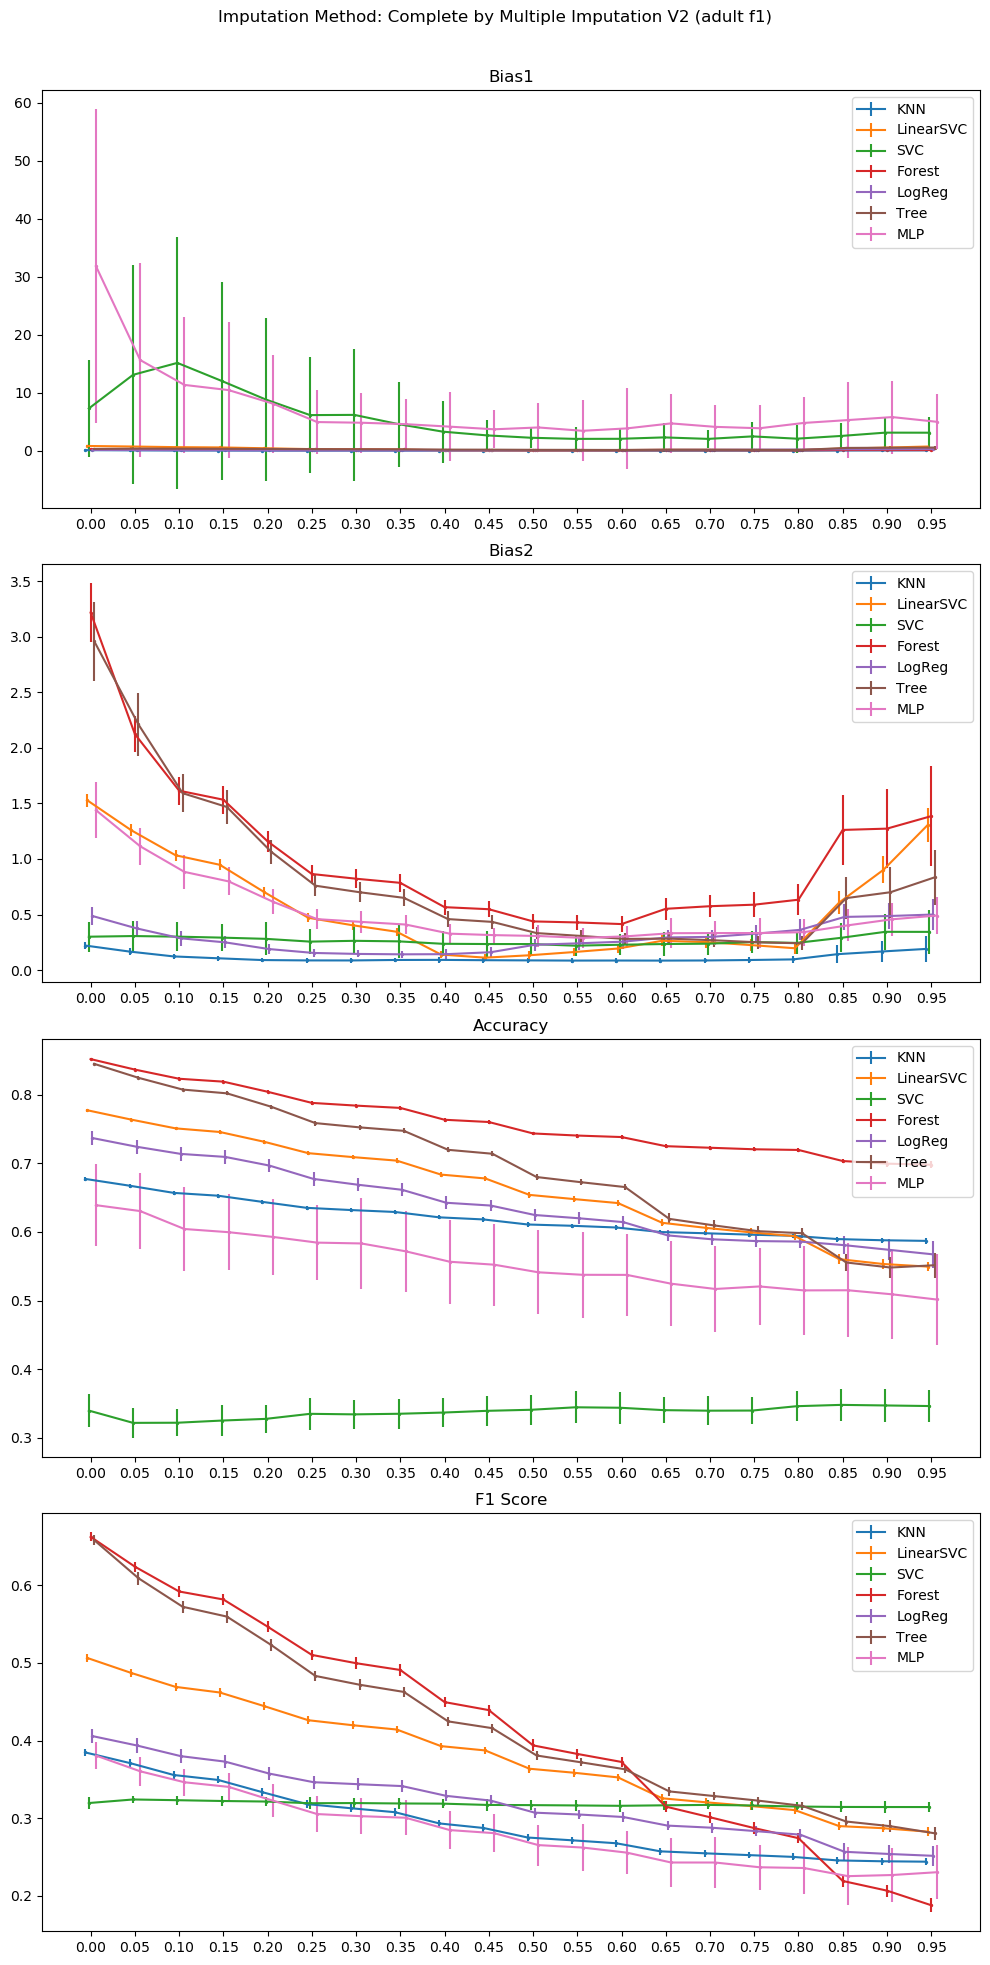 Imputation Method: Complete by Multiple Imputation V2 (adult f1)
Bias1
60
50
40
30
20
10
0
KNN
LinearSVC
SVC
Forest
LogReg
Tree
MLP
0.00 0.05 0.10 0.15 0.20 0.25 0.30 0.35 0.40 0.45 0.50 0.55 0.60 0.65 0.70 0.75 0.80 0.85 0.90 0.95
Bias2
3.5
3.0
2.5
2.0
1.5
1.0
0.5
0.0
KNN
LinearSVC
SVC
Forest
LogReg
Tree
MLP
0.00 0.05 0.10 0.15 0.20 0.25 0.30 0.35 0.40 0.45 0.50 0.55 0.60 0.65 0.70 0.75 0.80 0.85 0.90 0.95
Accuracy
0.8
0.7
0.6
0.5
0.4
0.3
KNN
LinearSVC
SVC
Forest
LogReg
Tree
MLP
0.00 0.05 0.10 0.15 0.20 0.25 0.30 0.35 0.40 0.45 0.50 0.55 0.60 0.65 0.70 0.75 0.80 0.85 0.90 0.95
F1 Score
0.6
0.5
0.4
0.3
0.2
KNN
LinearSVC
SVC
Forest
LogReg
Tree
MLP
0.00 0.05 0.10 0.15 0.20 0.25 0.30 0.35 0.40 0.45 0.50 0.55 0.60 0.65 0.70 0.75 0.80 0.85 0.90 0.95